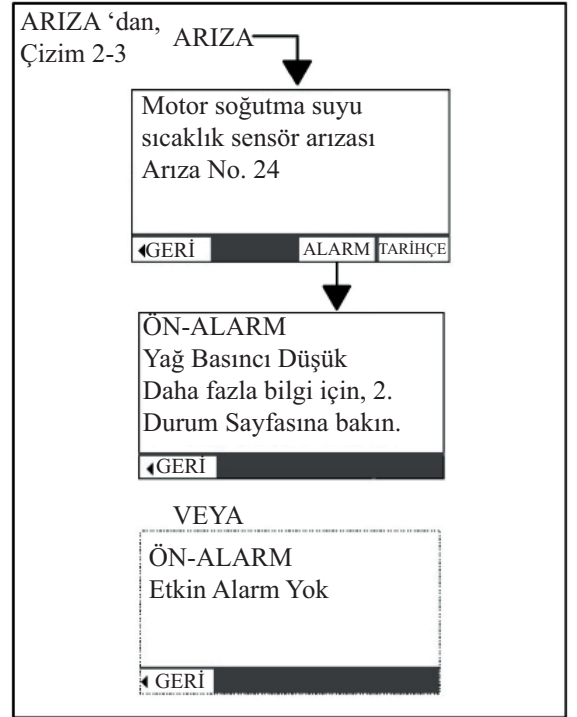 ARIZA ‘dan,
Çizim 2-3
ARIZA
Motor soğutma suyu
sıcaklık sensör arızası
Arıza No. 24
GERİ ALARM TARİHÇE
ÖN-ALARM
Yağ Basıncı Düşük
Daha fazla bilgi için, 2.
Durum Sayfasına bakın.
GERİ
VEYA
ÖN-ALARM
Etkin Alarm Yok
GERİ